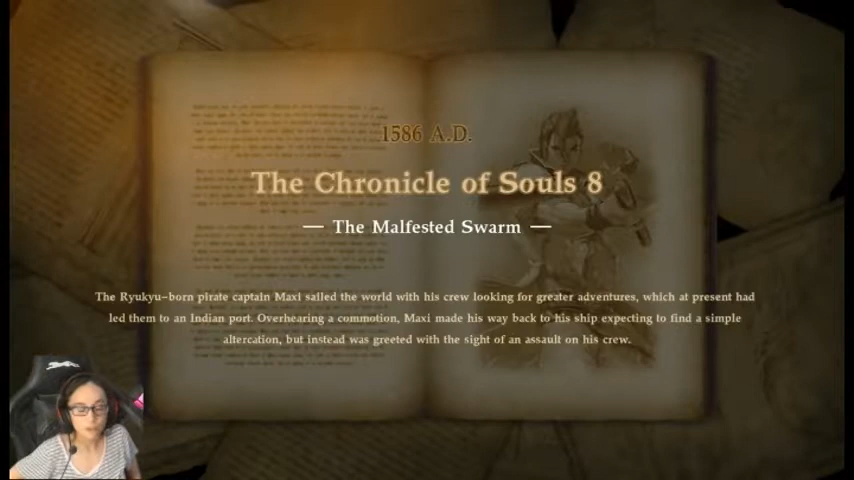 1586 A.D.
The Chronicle of Souls 8
— The Malfested Swarm —
The Ryukyu-born pirate captain Maxi sailed the world with his crew looking for greater adventures, which at present had
led them to an Indian port. Overhearing a commotion, Maxi made his way back to his ship expecting to find a simple
altercation, but instead was greeted with the sight of an assault on his crew.